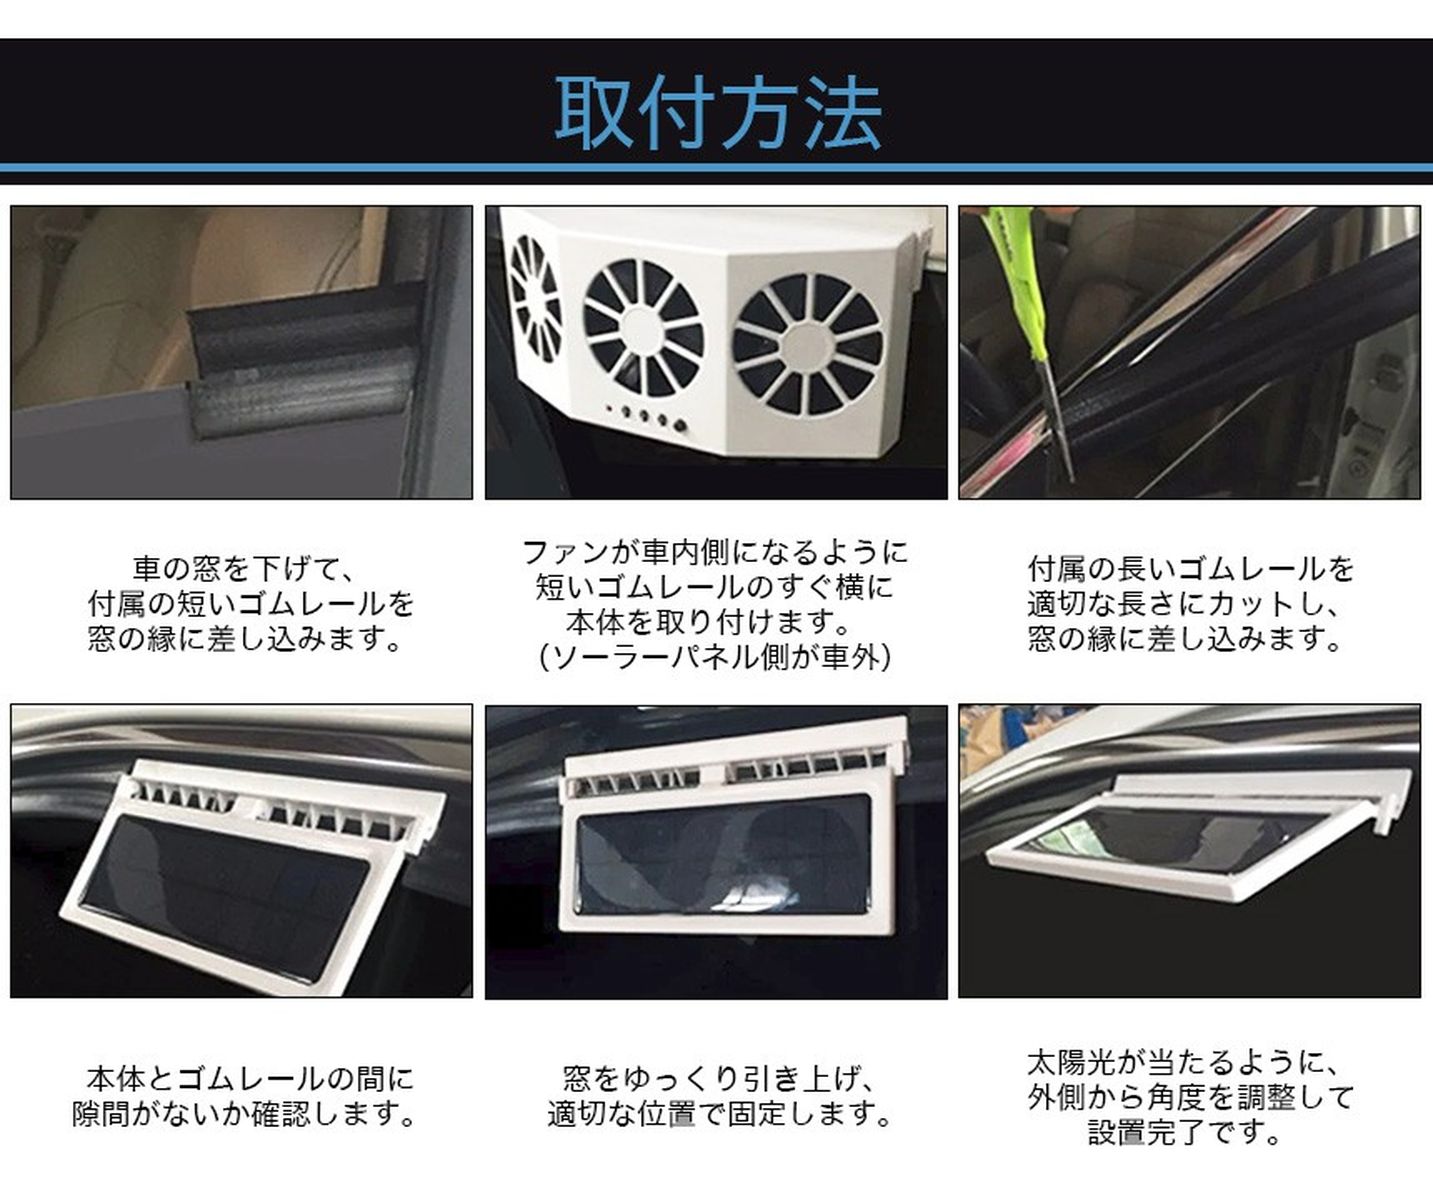 取付方法
車の窓を下げて、
付属の短いゴムレールを
窓の縁に差し込みます。
ファンが車内側になるように
短いゴムレールのすぐ横に
本体を取り付けます。
(ソーラーパネル側が車外)
付属の長いゴムレールを
適切な長さにカットし、
窓の縁に差し込みます。
本体とゴムレールの間に
隙間がないか確認します。
窓をゆっくり引き上げ、
適切な位置で固定します。
太陽光が当たるように、
外側から角度を調整して
設置完了です。